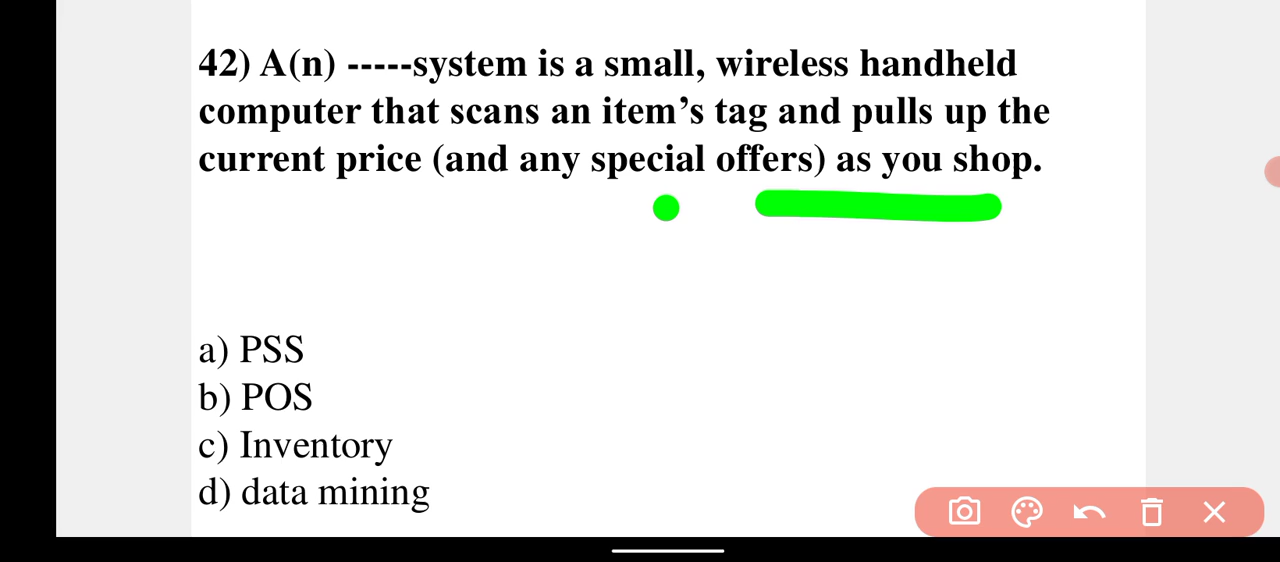 42) A(n) -----system is a small, wireless handheld
computer that scans an item’s tag and pulls up the
current price (and any special offers) as you shop.
a) PSS
b) POS
c) Inventory
d) data mining